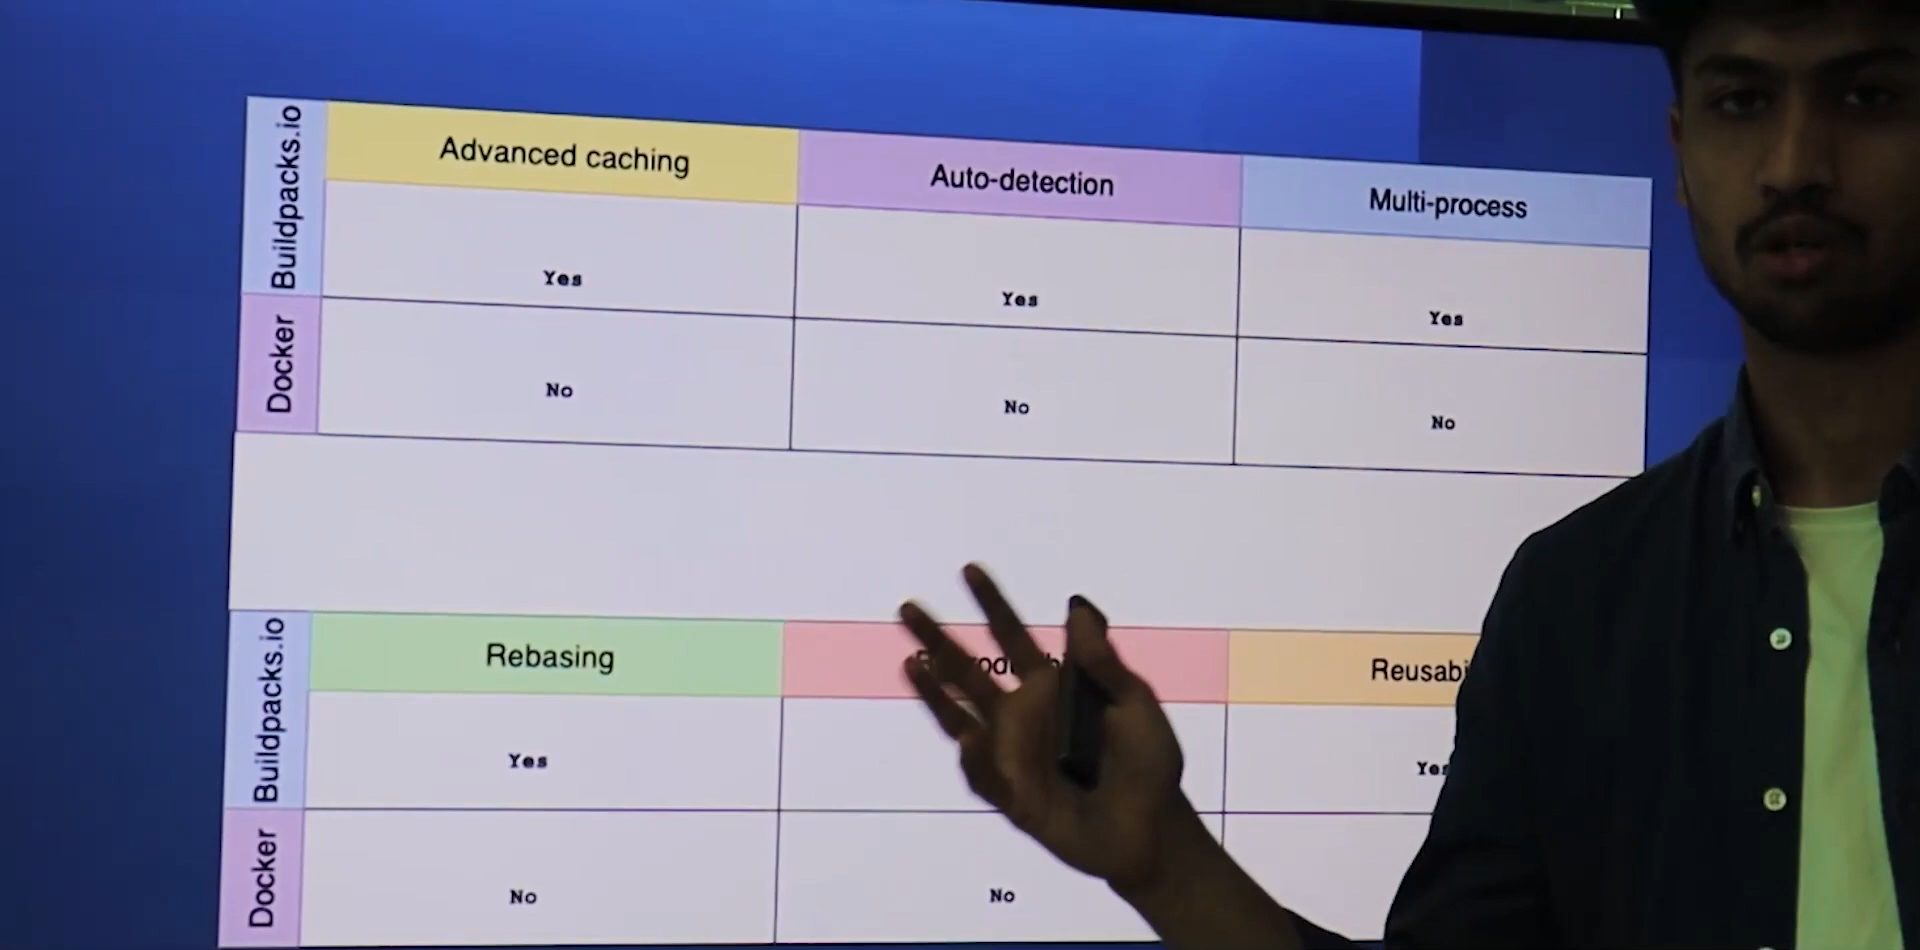 Buildpacks.io
Advanced caching
Auto-detection
Multi-process
Yes
Yes
Yes
Docker
No
No
No
Buildpacks.io
Rebasing
Reusabi
Yes
Yes
Docker
No
No